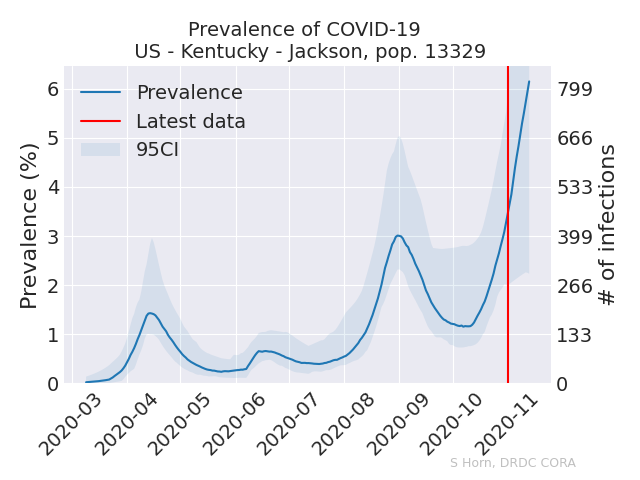 Prevalence of COVID-19
US - Kentucky - Jackson, pop. 13329
Prevalence
Latest data
95CI
Prevalence (%)
6
5
4
3
2
1
0
799
666
533
399
266
133
0
# of infections
2020-03
2020-04
2020-05
2020-06
2020-07
2020-08
2020-09
2020-10
2020-11
S Horn, DRDC CORA